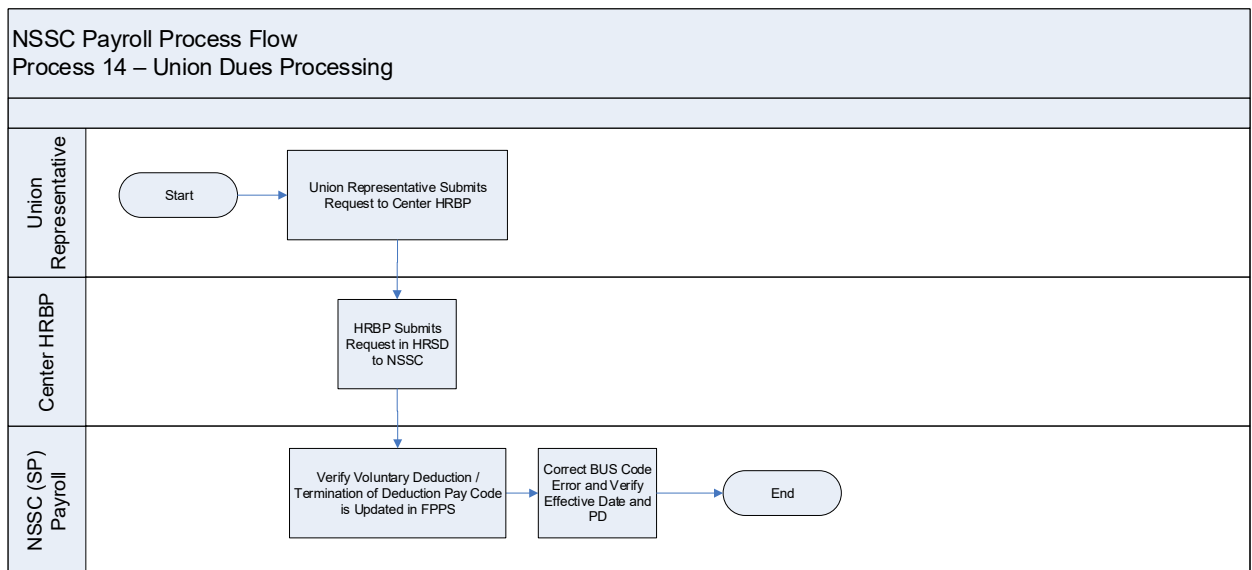 NSSC Payroll Process Flow
Process 14 – Union Dues Processing
Union
Representative
Start
Union Representative Submits
Request to Center HRBP
Center HRBP
HRBP Submits
Request in HRSD
to NSSC
NSSC (SP)
Payroll
Verify Voluntary Deduction /
Termination of Deduction Pay Code
is Updated in FPPS
Correct BUS Code
Error and Verify
Effective Date and
PD
End